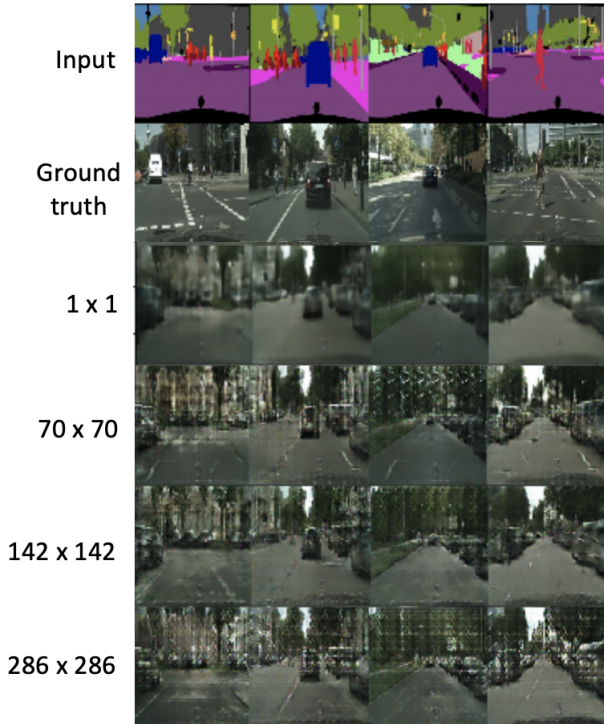 Input
Ground
truth
1 x 1
70 x 70
142 x 142
286 x 286